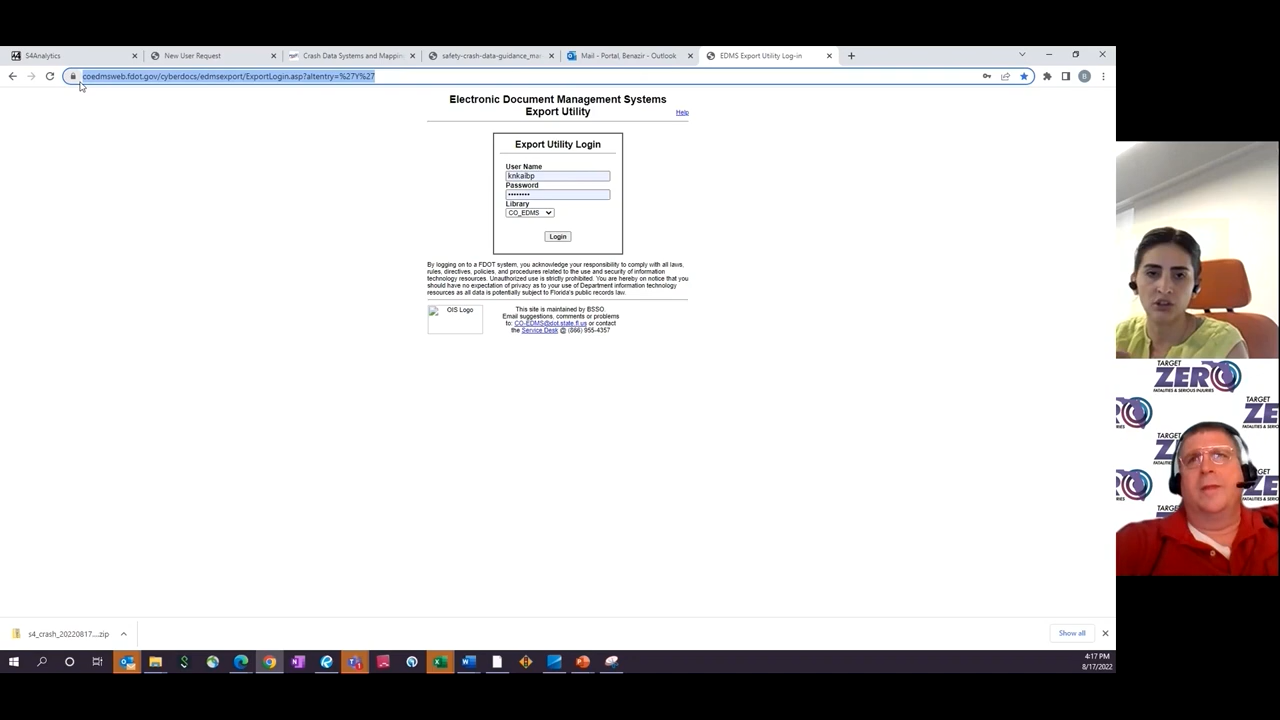 S4Analytics
New User Request
Crash Data Systems and Mappin
safety-crash-data-guidance_ma
Mail - Portal, Benazir - Outlook
EDMS Export Utility Log-in
coedmsweb.fdot.gov/cyberdocs/edmsexport/ExportLogin.asp?altentry=%27Y%27
B
Electronic Document Management Systems
Export Utility
Help
Export Utility Login
User Name
knkaibp
Password
••••••••
Library
CO_EDMS
Login
By logging on to a FDOT system, you acknowledge your responsibility to comply with all laws,
rules, directives, policies, and procedures related to the use and security of information
technology resources. Unauthorized use is strictly prohibited. You are hereby on notice that you
should have no expectation of privacy as to your use of Department information technology
resources as all data is potentially subject to Florida's public records law.
OIS Logo
This site is maintained by BSSO.
Email suggestions, comments or problems
to: CO-EDMS@dot.state.fl.us or contact
the Service Desk @ (866) 955-4357
s4_crash_20220817....zip
Show all
4:17 PM
8/17/2022
TARGET
ZERO
FATALITIES & SERIOUS INJURIES
TARGET
ZE
FATALITIES & SERIO